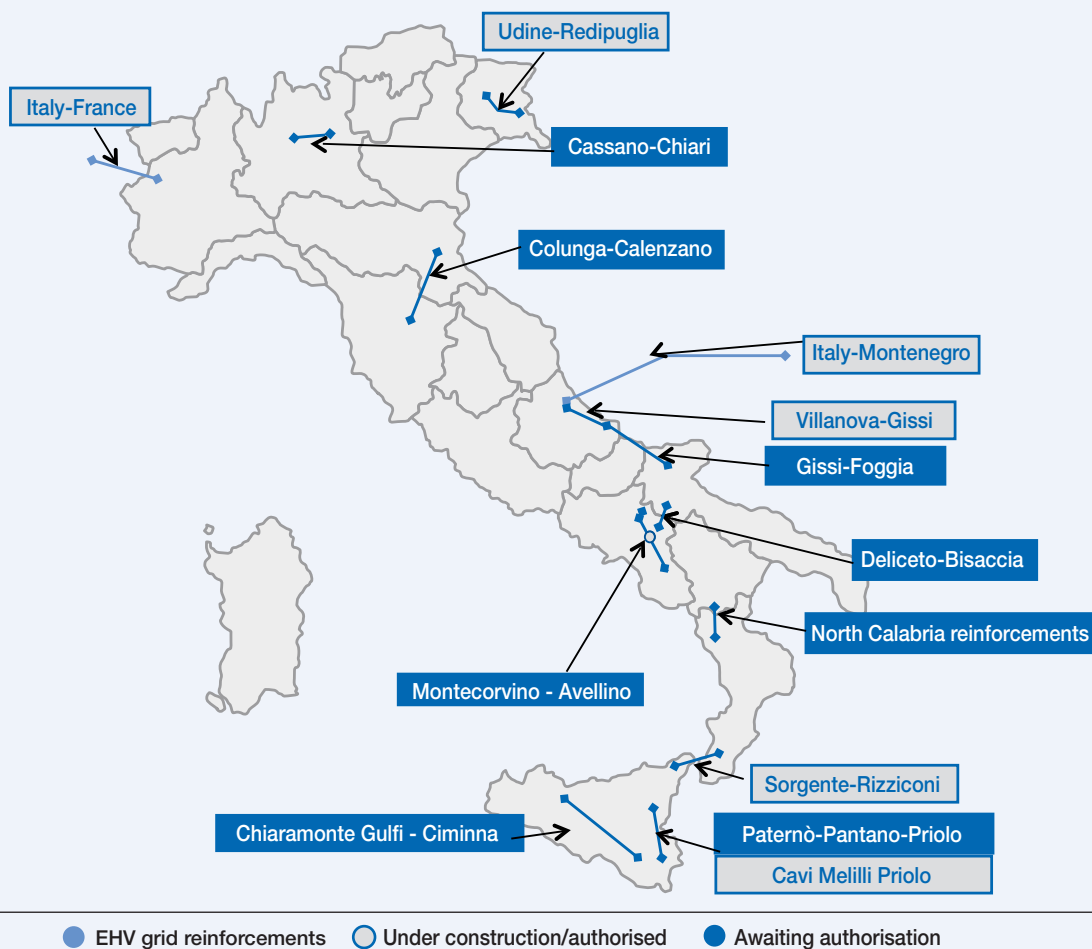 Udine-Redipuglia
Italy-France
Cassano-Chiari
Colunga-Calenzano
Italy-Montenegro
Villanova-Gissi
Gissi-Foggia
Deliceto-Bisaccia
North Calabria reinforcements
Montecorvino - Avellino
Sorgente-Rizziconi
Chiaramonte Gulfi - Ciminna
Paternò-Pantano-Priolo
Cavi Melilli Priolo
EHV grid reinforcements
Under construction/authorised
Awaiting authorisation